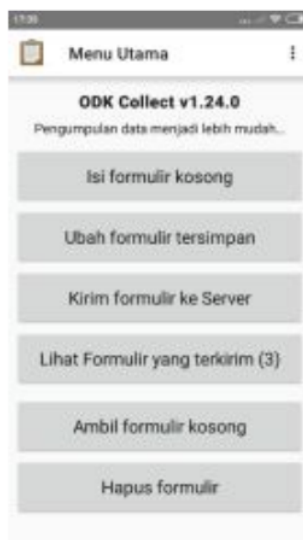 17:30
Menu Utama
ODK Collect v1.24.0
Pengumpulan data menjadi lebih mudah...
Isi formulir kosong
Ubah formulir tersimpan
Kirim formulir ke Server
Lihat Formulir yang terkirim (3)
Ambil formulir kosong
Hapus formulir